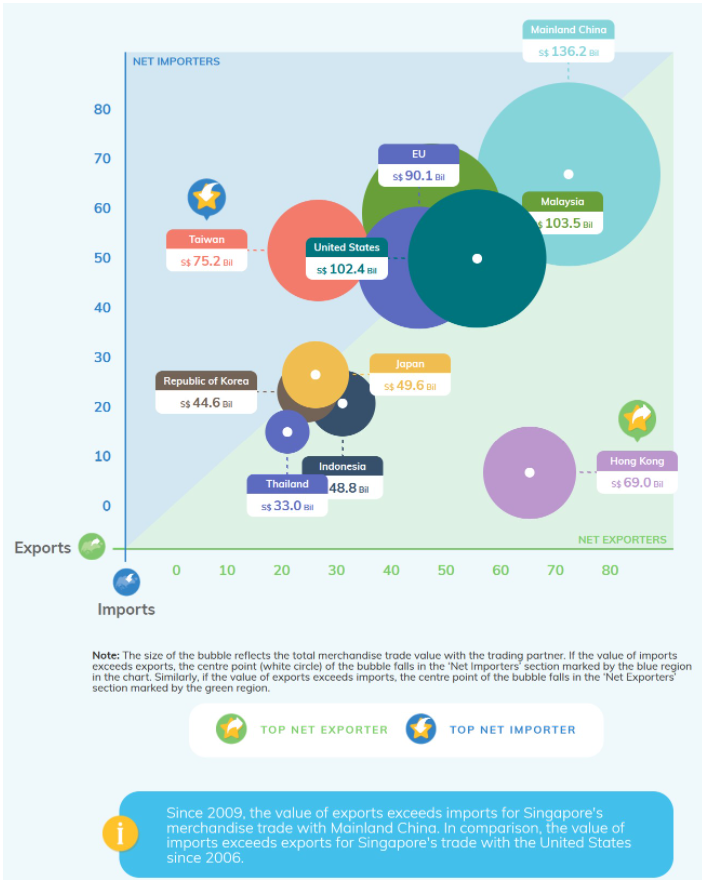 Mainland China
S$ 136.2 Bil
NET IMPORTERS
80
70
60
50
40
30
20
10
0
EU
S$ 90.1 Bil
Malaysia
$ 103.5 Bil
Taiwan
S$ 75.2 Bil
United States
S$ 102.4 Bil
Japan
S$ 49.6 Bil
Republic of Korea
S$ 44.6 Bil
Indonesia
48.8 Bil
Thailand
S$ 33.0 Bil
Hong Kong
S$ 69.0 Bil
NET EXPORTERS
Exports
0 10 20 30 40 50 60 70 80
Imports
Note: The size of the bubble reflects the total merchandise trade value with the trading partner. If the value of imports
exceeds exports, the centre point (white circle) of the bubble falls in the 'Net Importers' section marked by the blue region
in the chart. Similarly, if the value of exports exceeds imports, the centre point of the bubble falls in the 'Net Exporters'
section marked by the green region.
TOP NET EXPORTER
TOP NET IMPORTER
i
Since 2009, the value of exports exceeds imports for Singapore's
merchandise trade with Mainland China. In comparison, the value of
imports exceeds exports for Singapore's trade with the United States
since 2006.